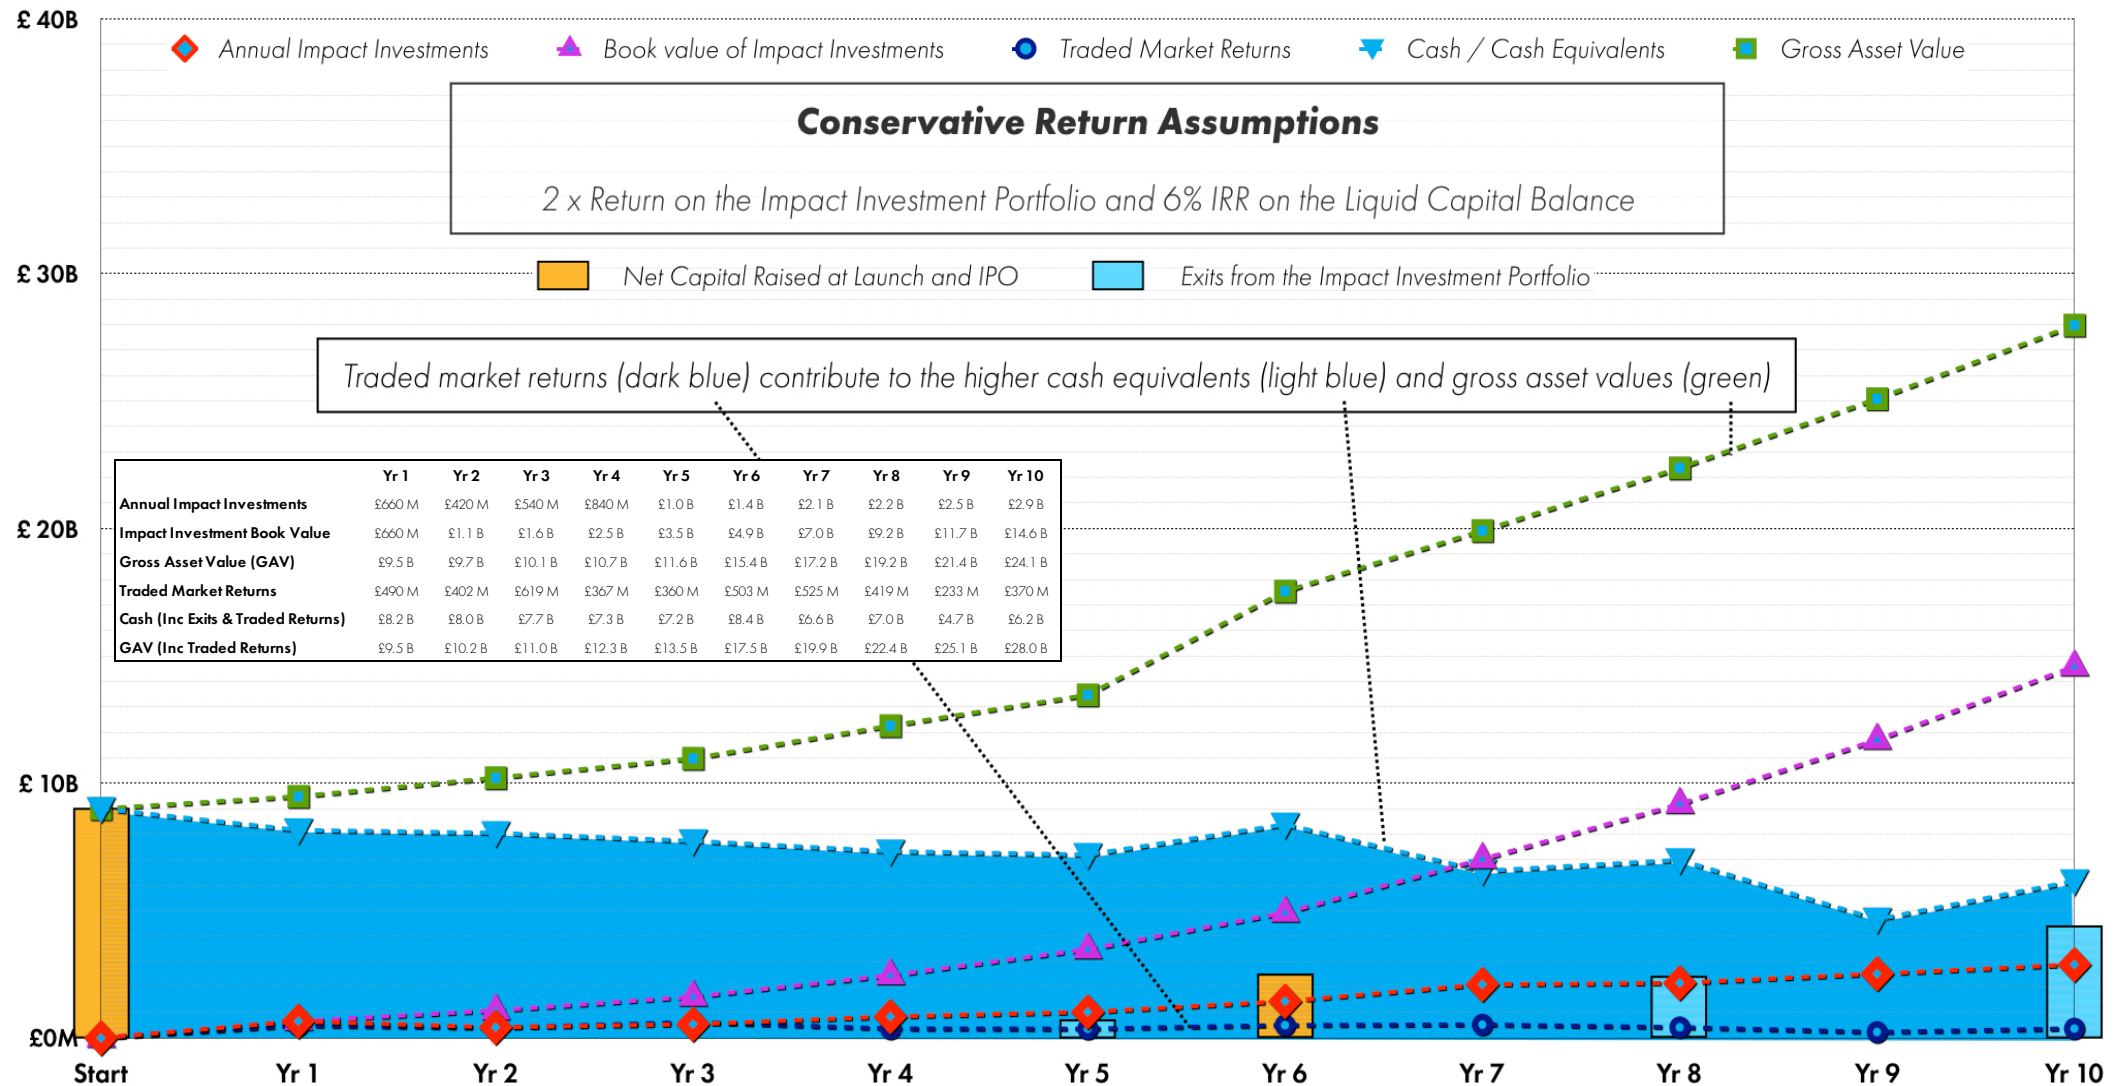 £ 40B
Annual Impact Investments Book value of Impact Investments Traded Market Returns Cash / Cash Equivalents Gross Asset Value
Conservative Return Assumptions
2 x Return on the Impact Investment Portfolio and 6% IRR on the Liquid Capital Balance
£ 30B
Net Capital Raised at Launch and IPO Exits from the Impact Investment Portfolio
Traded market returns (dark blue) contribute to the higher cash equivalents (light blue) and gross asset values (green)
Yr 1 Yr 2 Yr 3 Yr 4 Yr 5 Yr 6 Yr 7 Yr 8 Yr 9 Yr 10
Annual Impact Investments £660 M £420 M £540 M £840 M £1.0 B £1.4 B £2.1 B £2.2 B £2.5 B £2.9 B
£ 20B
Impact Investment Book Value £660 M £1.1 B £1.6 B £2.5 B £3.5 B £4.9 B £7.0 B £9.2 B £11.7 B £14.6 B
Gross Asset Value (GAV) £9.5 B £9.7 B £10.1 B £10.7 B £11.6 B £15.4 B £17.2 B £19.2 B £21.4 B £24.1 B
Traded Market Returns £490 M £402 M £619 M £367 M £360 M £503 M £525 M £419 M £233 M £370 M
Cash (Inc Exits & Traded Returns) £8.2 B £8.0 B £7.7 B £7.3 B £7.2 B £8.4 B £6.6 B £7.0 B £4.7 B £6.2 B
GAV (Inc Traded Returns) £9.5 B £10.2 B £11.0 B £12.3 B £13.5 B £17.5 B £19.9 B £22.4 B £25.1 B £28.0 B
£ 10B
£0M
Start Yr 1 Yr 2 Yr 3 Yr 4 Yr 5 Yr 6 Yr 7 Yr 8 Yr 9 Yr 10